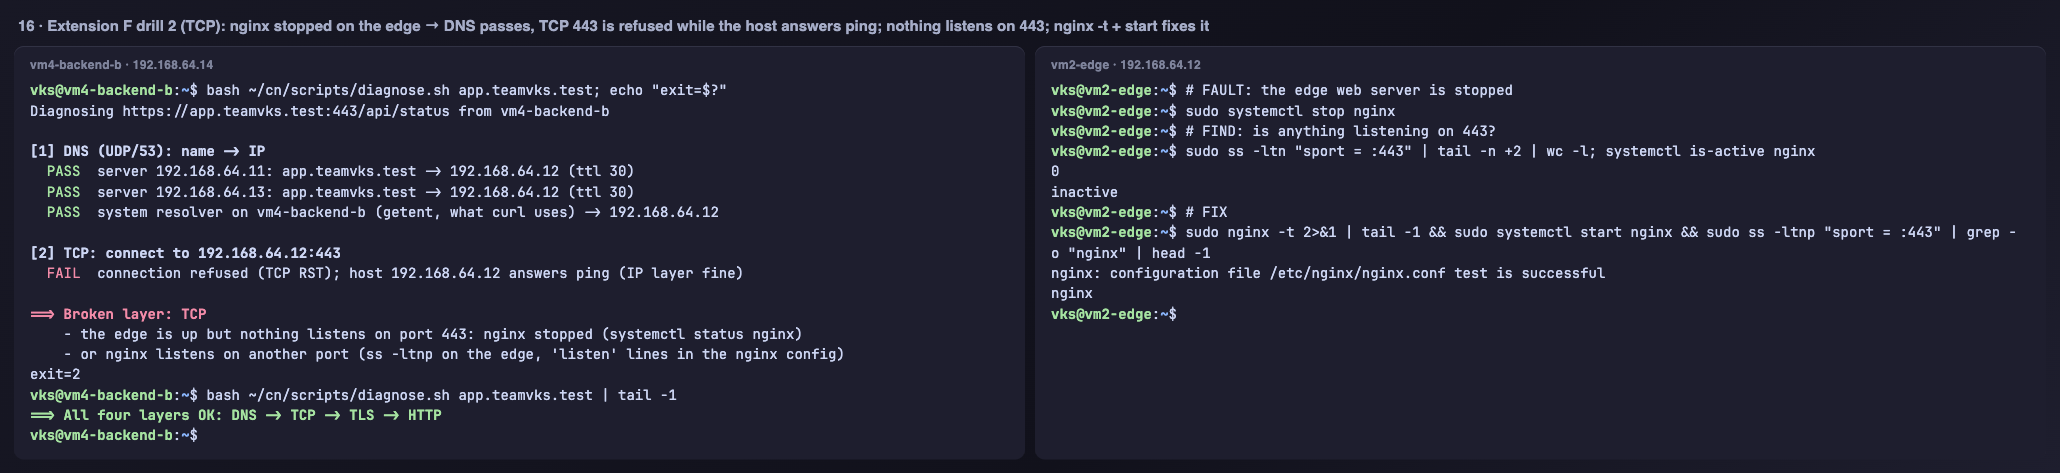 16 · Extension F drill 2 (TCP): nginx stopped on the edge → DNS passes, TCP 443 is refused while the host answers ping; nothing listens on 443; nginx -t + start fixes it
vm4-backend-b · 192.168.64.14
vks@vm4-backend-b:~$ bash ~/cn/scripts/diagnose.sh app.teamvks.test; echo "exit=$?"
Diagnosing https://app.teamvks.test:443/api/status from vm4-backend-b
[1] DNS (UDP/53): name → IP
PASS  server 192.168.64.11: app.teamvks.test → 192.168.64.12 (ttl 30)
PASS  server 192.168.64.13: app.teamvks.test → 192.168.64.12 (ttl 30)
PASS  system resolver on vm4-backend-b (getent, what curl uses) → 192.168.64.12
[2] TCP: connect to 192.168.64.12:443
FAIL  connection refused (TCP RST); host 192.168.64.12 answers ping (IP layer fine)
⟹ Broken layer: TCP
- the edge is up but nothing listens on port 443: nginx stopped (systemctl status nginx)
- or nginx listens on another port (ss -ltnp on the edge, 'listen' lines in the nginx config)
exit=2
vks@vm4-backend-b:~$ bash ~/cn/scripts/diagnose.sh app.teamvks.test | tail -1
⟹ All four layers OK: DNS → TCP → TLS → HTTP
vks@vm4-backend-b:~$
vm2-edge · 192.168.64.12
vks@vm2-edge:~$ # FAULT: the edge web server is stopped
vks@vm2-edge:~$ sudo systemctl stop nginx
vks@vm2-edge:~$ # FIND: is anything listening on 443?
vks@vm2-edge:~$ sudo ss -ltn "sport = :443" | tail -n +2 | wc -l; systemctl is-active nginx
0
inactive
vks@vm2-edge:~$ # FIX
vks@vm2-edge:~$ sudo nginx -t 2>&1 | tail -1 && sudo systemctl start nginx && sudo ss -ltnp "sport = :443" | grep -
o "nginx" | head -1
nginx: configuration file /etc/nginx/nginx.conf test is successful
nginx
vks@vm2-edge:~$